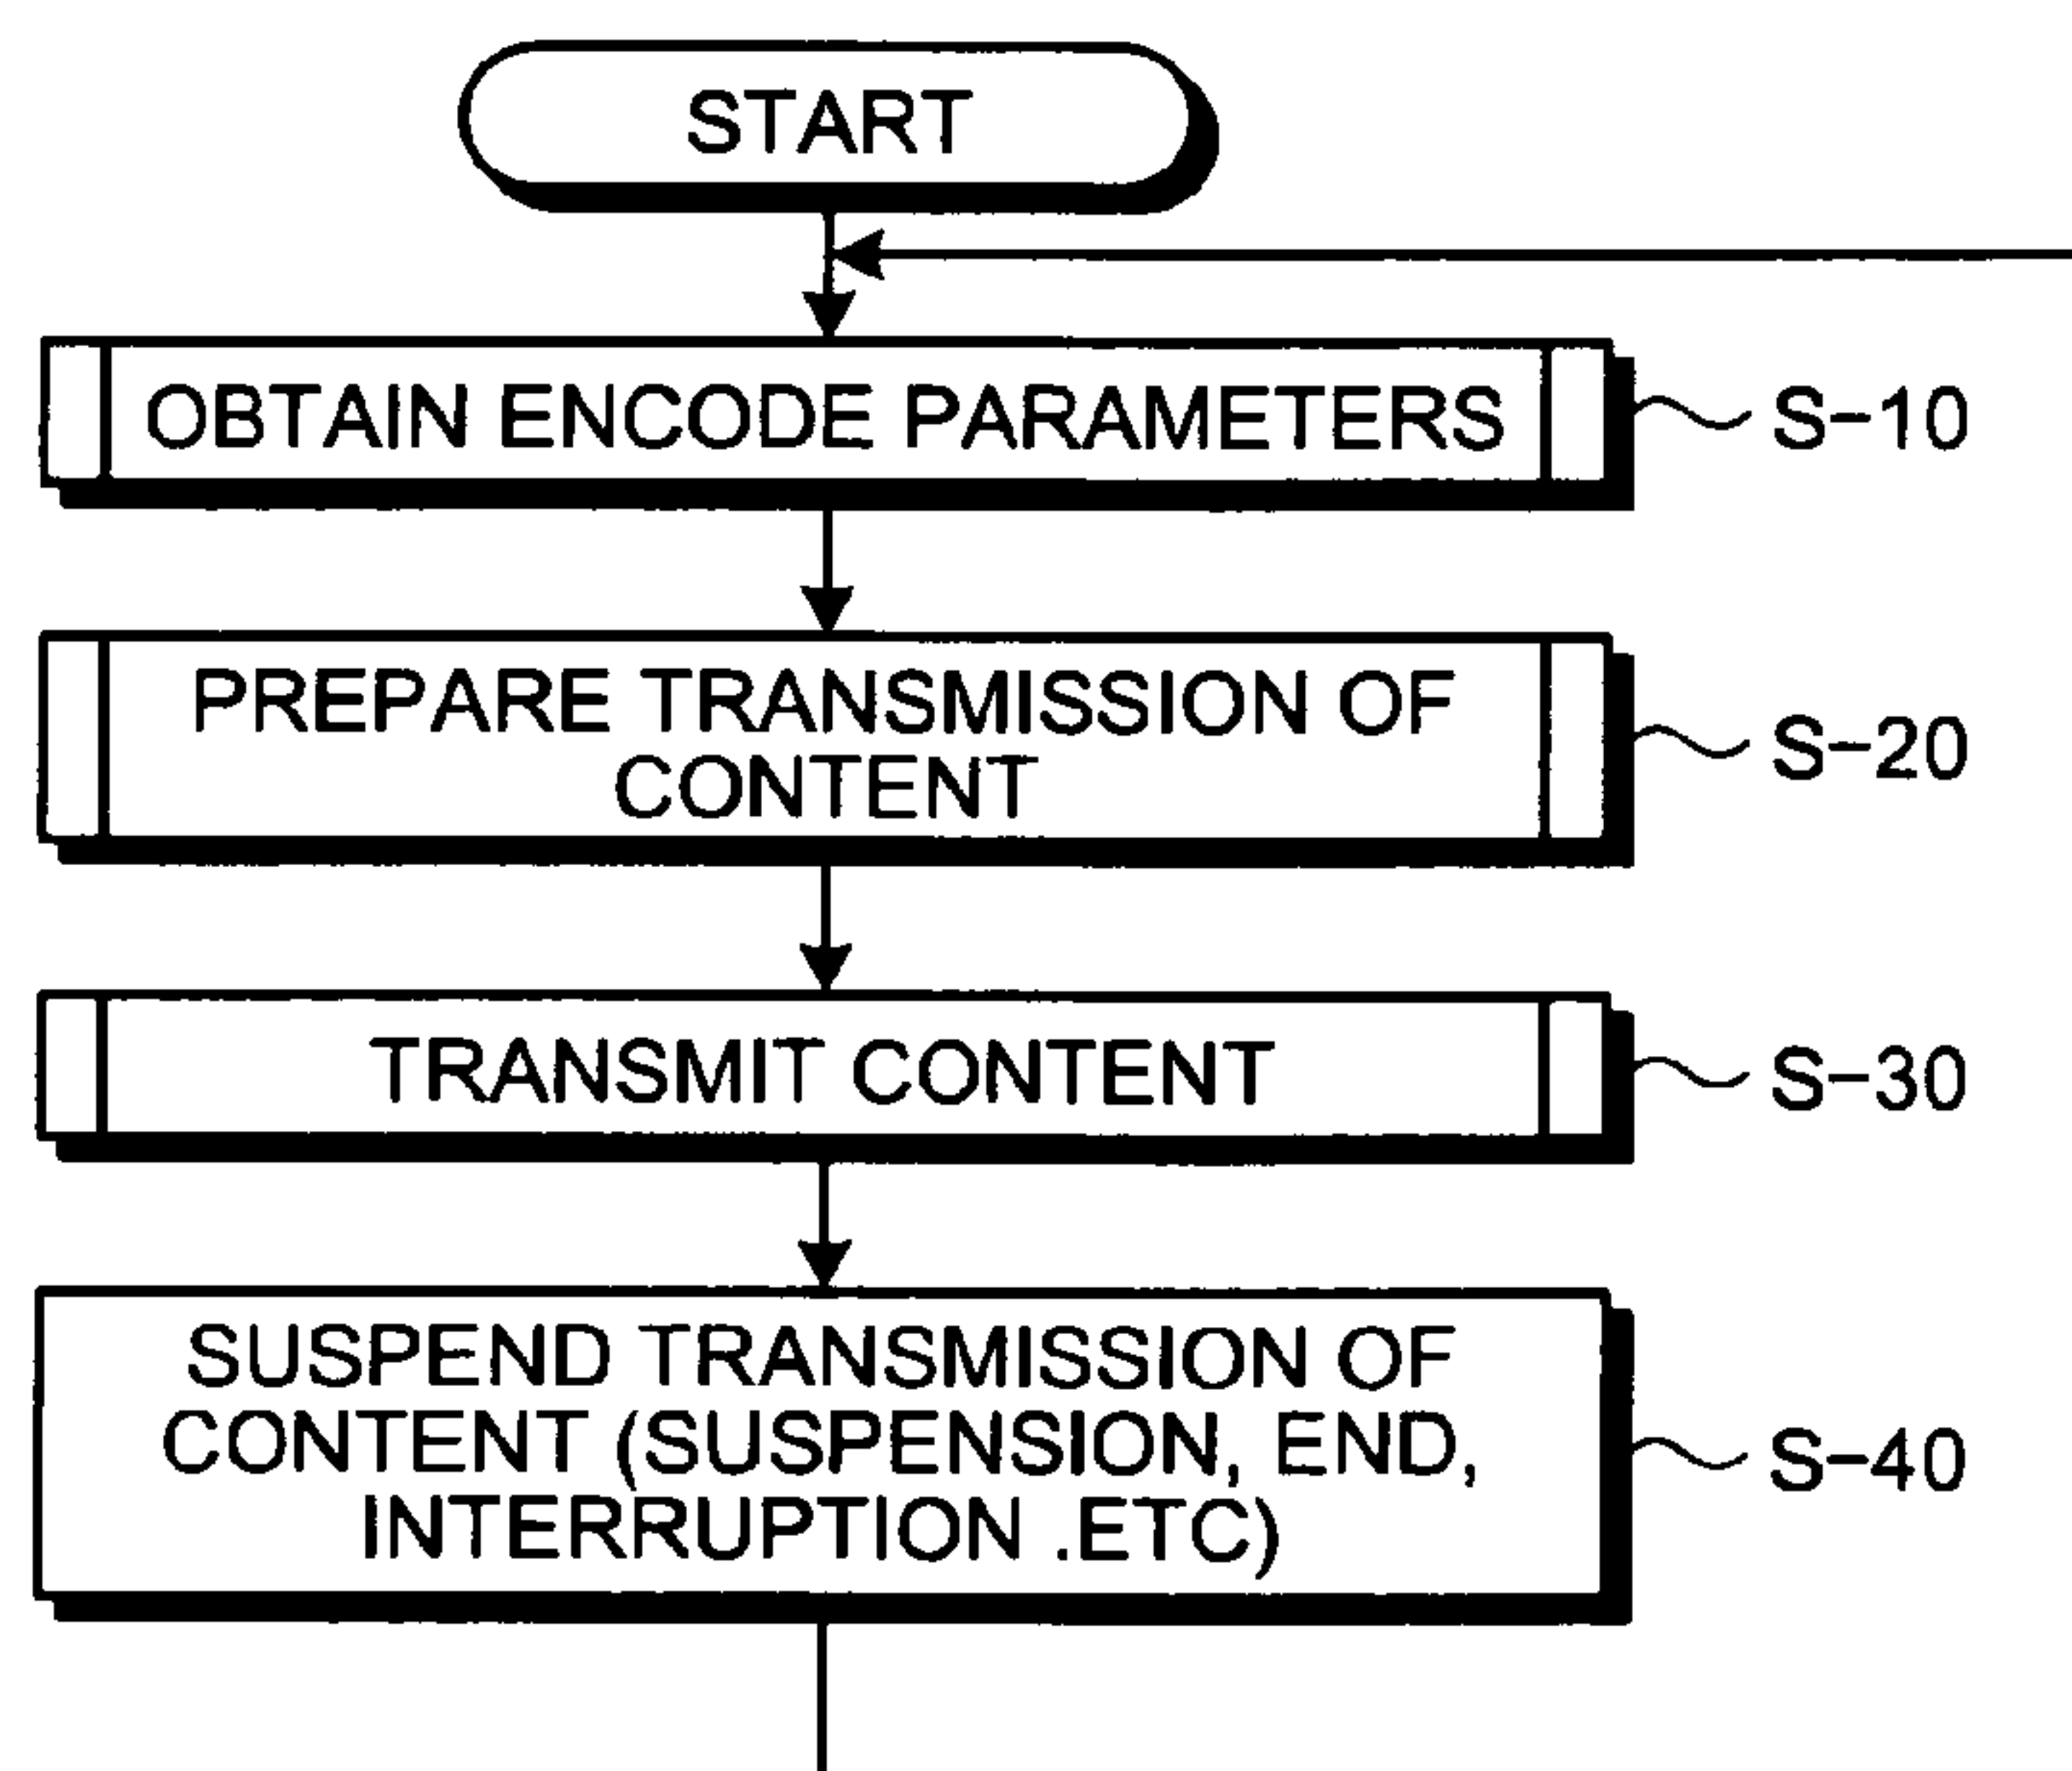 START
OBTAIN ENCODE PARAMETERS
S-10
PREPARE TRANSMISSION OF
CONTENT
S-20
TRANSMIT CONTENT
S-30
SUSPEND TRANSMISSION OF
CONTENT (SUSPENSION, END,
INTERRUPTION .ETC)
S-40